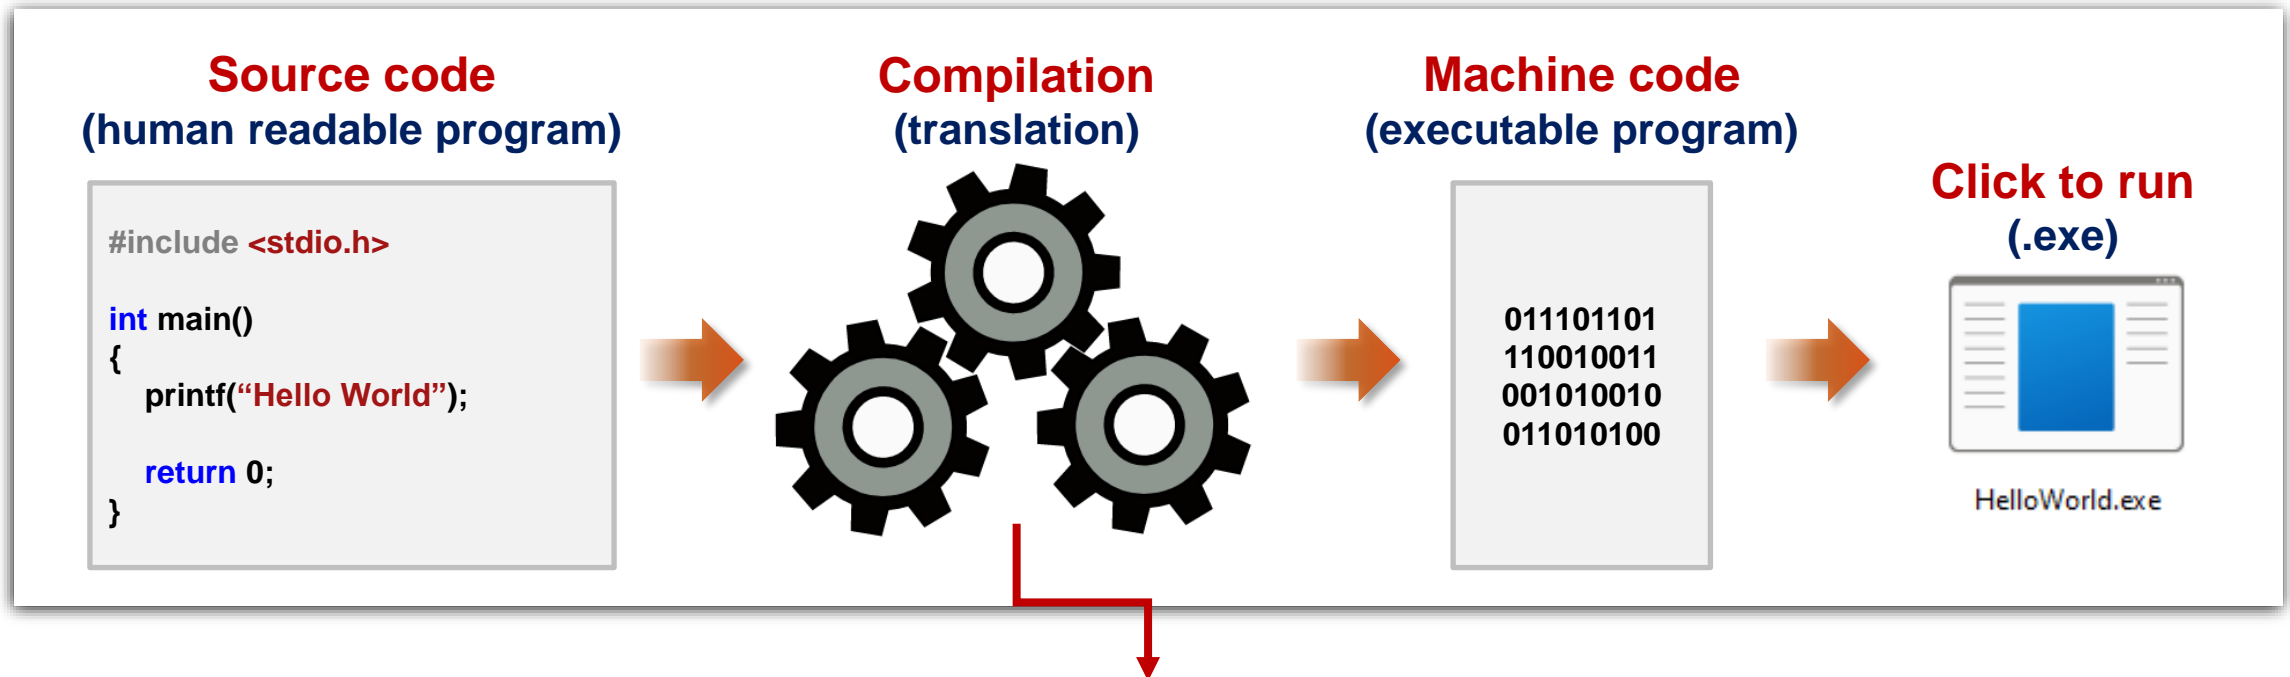 Source code
(human readable program)
#include <stdio.h>
int main()
{
printf(“Hello World”);
return 0;
}
Compilation
(translation)
Machine code
(executable program)
011101101
110010011
001010010
011010100
Click to run
(.exe)
HelloWorld.exe